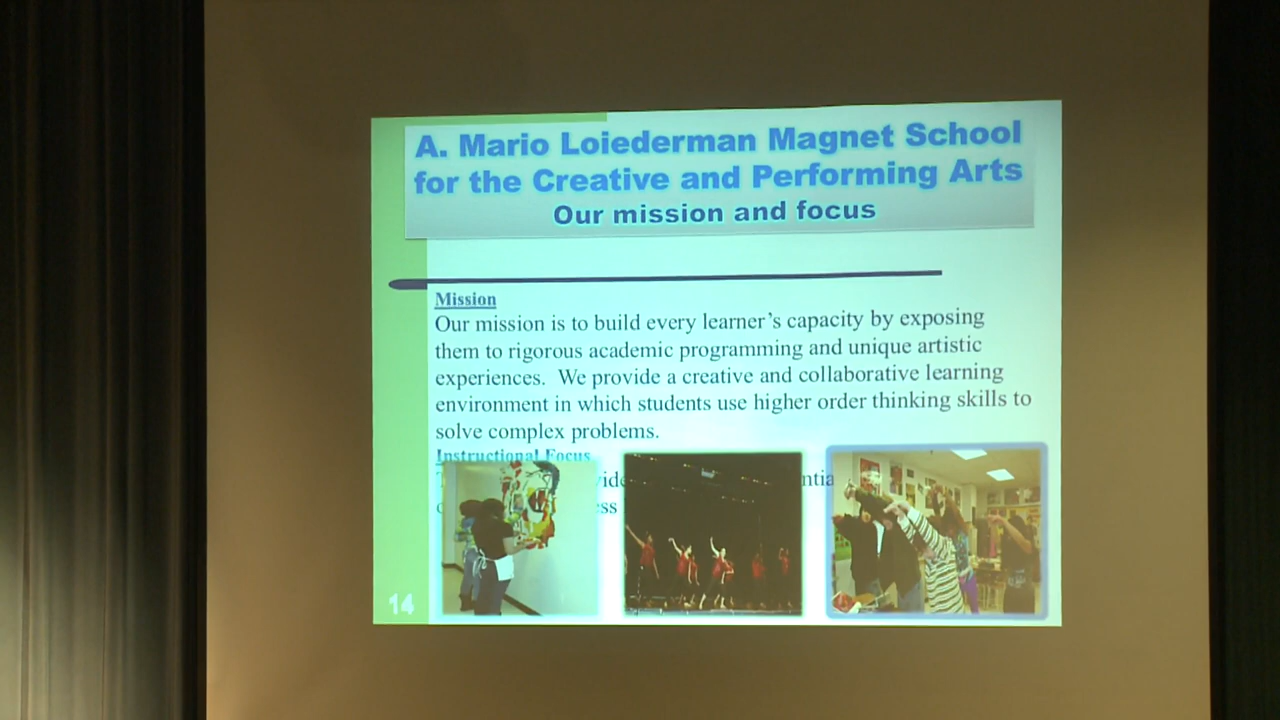 A. Mario Loiederman Magnet School
for the Creative and Performing Arts
Our mission and focus
Mission
Our mission is to build every learner's capacity by exposing
them to rigorous academic programming and unique artistic
experiences. We provide a creative and collaborative learning
environment in which students use higher order thinking skills to
solve complex problems.
Instructional Focus
14